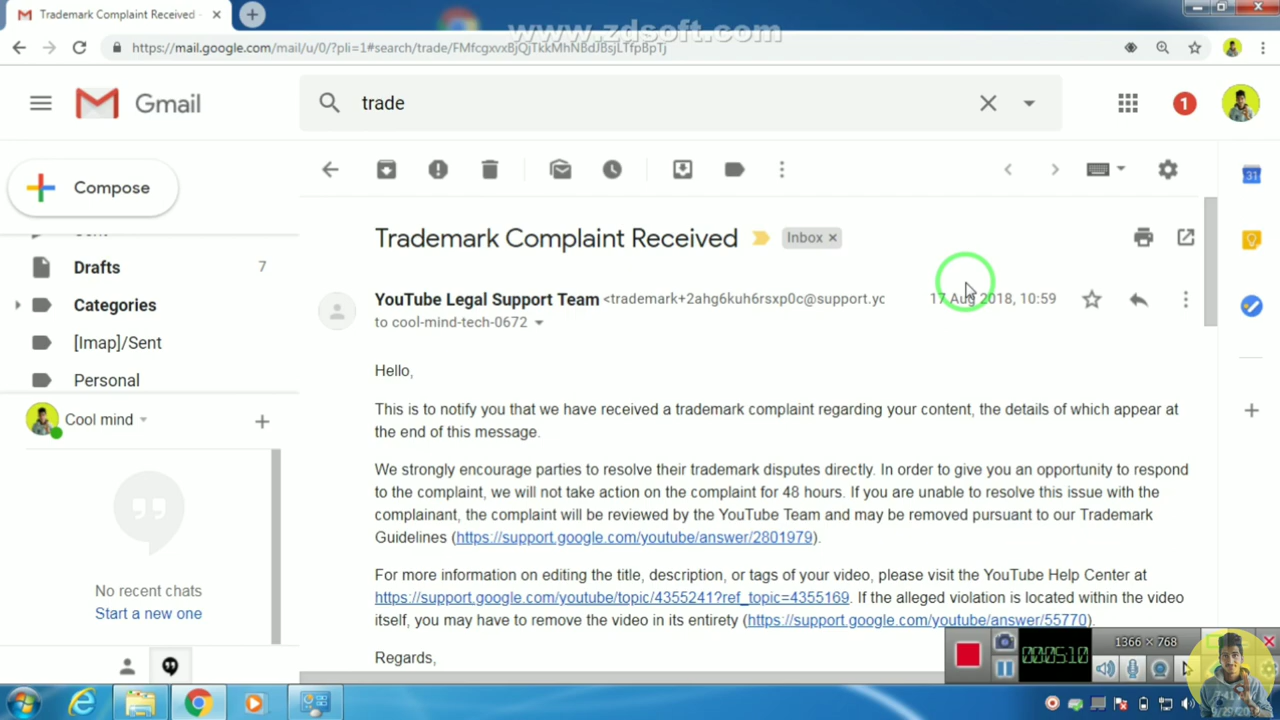 Trademark Complaint Received -
www.zdsoft.com
https://mail.google.com/mail/u/0/?pli=1#search/trade/FMfcgxvxBjQjTkkMhNBdJBsjLTfpBpTj
Gmail
trade
1
Compose
31
Trademark Complaint Received
Inbox ×
Drafts 7
Categories
[Imap]/Sent
Personal
YouTube Legal Support Team <trademark+2ahg6kuh6rsxp0c@support.yc
17 Aug 2018, 10:59
to cool-mind-tech-0672
Hello,
This is to notify you that we have received a trademark complaint regarding your content, the details of which appear at
the end of this message.
We strongly encourage parties to resolve their trademark disputes directly. In order to give you an opportunity to respond
to the complaint, we will not take action on the complaint for 48 hours. If you are unable to resolve this issue with the
complainant, the complaint will be reviewed by the YouTube Team and may be removed pursuant to our Trademark
Guidelines (https://support.google.com/youtube/answer/2801979).
For more information on editing the title, description, or tags of your video, please visit the YouTube Help Center at
https://support.google.com/youtube/topic/4355241?ref_topic=4355169. If the alleged violation is located within the video
itself, you may have to remove the video in its entirety (https://support.google.com/youtube/answer/55770).
Regards,
Cool mind
No recent chats
Start a new one
1366 × 768
00:05:10
7:41 AM
9/29/2018